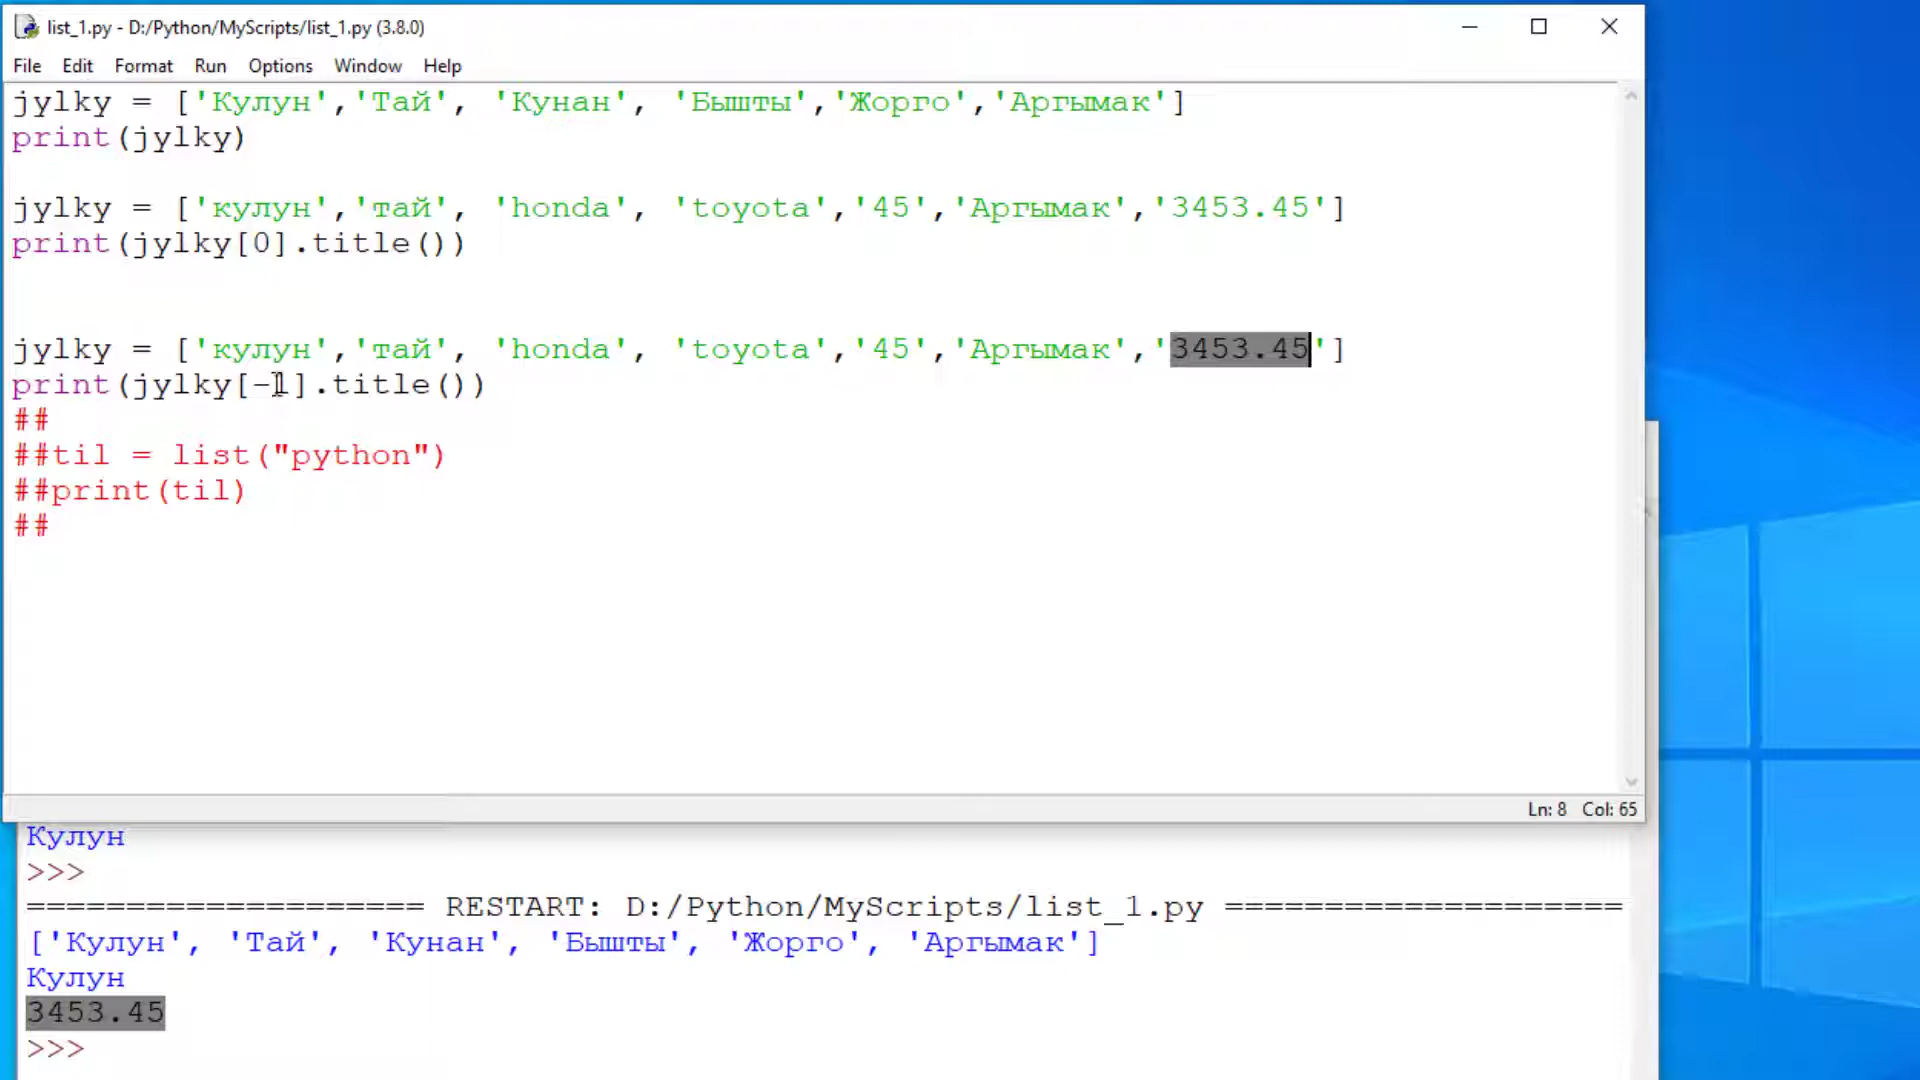 list_1.py - D:/Python/MyScripts/list_1.py (3.8.0)
File Edit Format Run Options Window Help
jylky = ['Кулун','Тай', 'Кунан', 'Бышты','Жорго','Аргымак']
print(jylky)
jylky = ['кулун','тай', 'honda', 'toyota','45','Аргымак','3453.45']
print(jylky[0].title())
jylky = ['кулун','тай', 'honda', 'toyota','45','Аргымак','3453.45']
print(jylky[-1].title())
##
##til = list("python")
##print(til)
##
Ln: 8 Col: 65
Кулун
>>>
==================== RESTART: D:/Python/MyScripts/list_1.py ====================
['Кулун', 'Тай', 'Кунан', 'Бышты', 'Жорго', 'Аргымак']
Кулун
3453.45
>>>